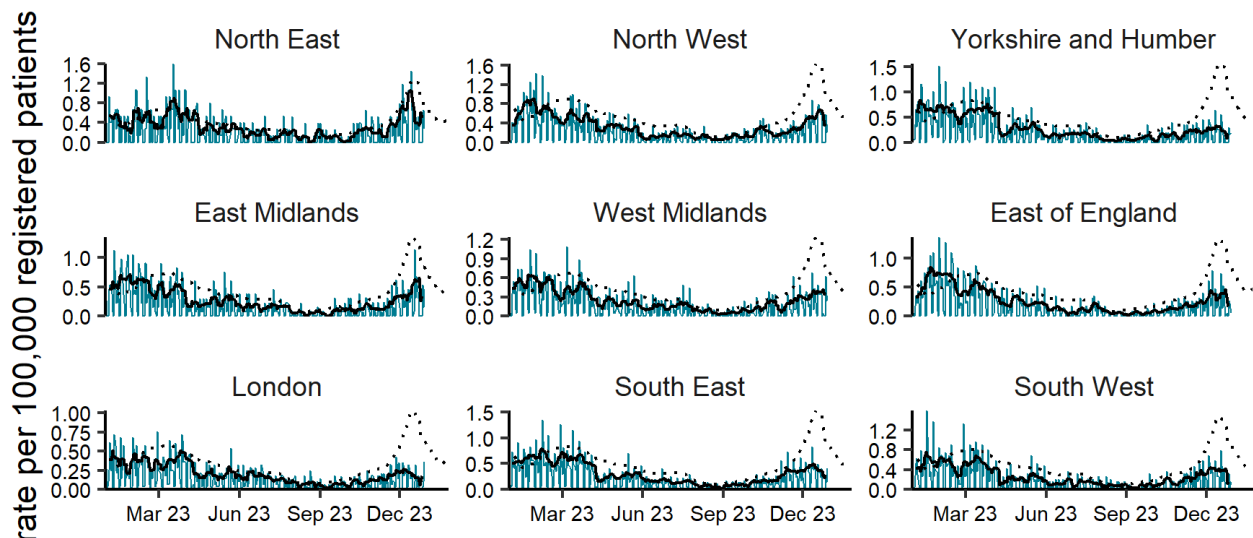 rate per 100,000 registered patients
North East
North West
Yorkshire and Humber
1.6
1.2
0.8
0.4
0.0
1.6
1.2
0.8
0.4
0.0
1.5
1.0
0.5
0.0
East Midlands
West Midlands
East of England
1.0
0.5
0.0
1.2
0.9
0.6
0.3
0.0
1.0
0.5
0.0
London
South East
South West
1.00
0.75
0.50
0.25
0.00
1.5
1.0
0.5
0.0
1.2
0.8
0.4
0.0
Mar 23 Jun 23 Sep 23 Dec 23
Mar 23 Jun 23 Sep 23 Dec 23
Mar 23 Jun 23 Sep 23 Dec 23